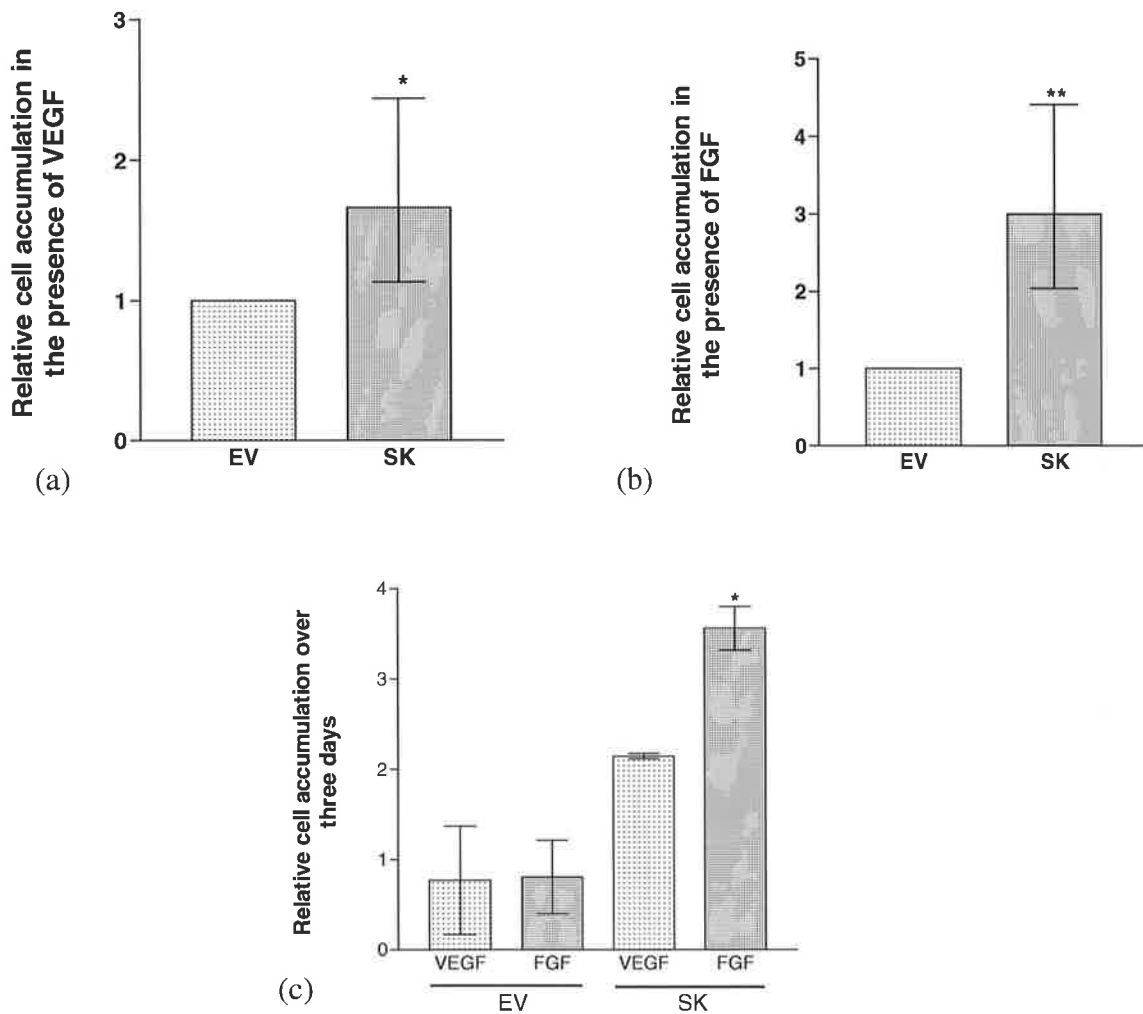 Relative cell accumulation in
the presence of VEGF
3
2
1
0
*
EV SK
(a)
Relative cell accumulation in
the presence of FGF
5
4
3
2
1
0
**
EV SK
(b)
Relative cell accumulation over
three days
4
3
2
1
0
*
VEGF FGF VEGF FGF
EV SK
(c)